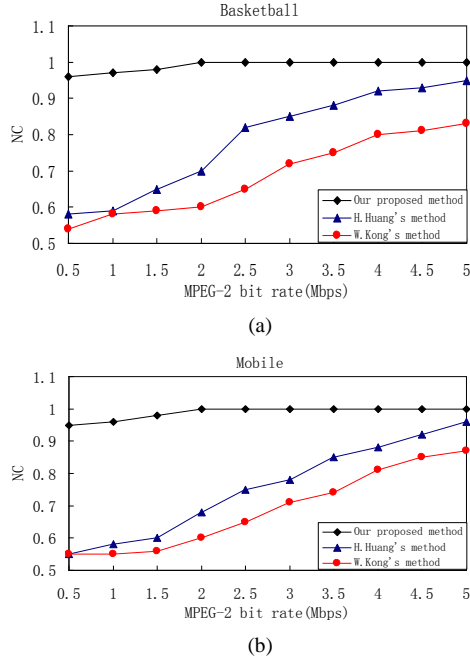 Basketball
1.1
1
0.9
0.8
0.7
0.6
0.5
NC
Our proposed method
H.Huang's method
W.Kong's method
0.5 1 1.5 2 2.5 3 3.5 4 4.5 5
MPEG-2 bit rate(Mbps)
(a)
Mobile
1.1
1
0.9
0.8
0.7
0.6
0.5
NC
Our proposed method
H.Huang's method
W.Kong's method
0.5 1 1.5 2 2.5 3 3.5 4 4.5 5
MPEG-2 bit rate(Mbps)
(b)